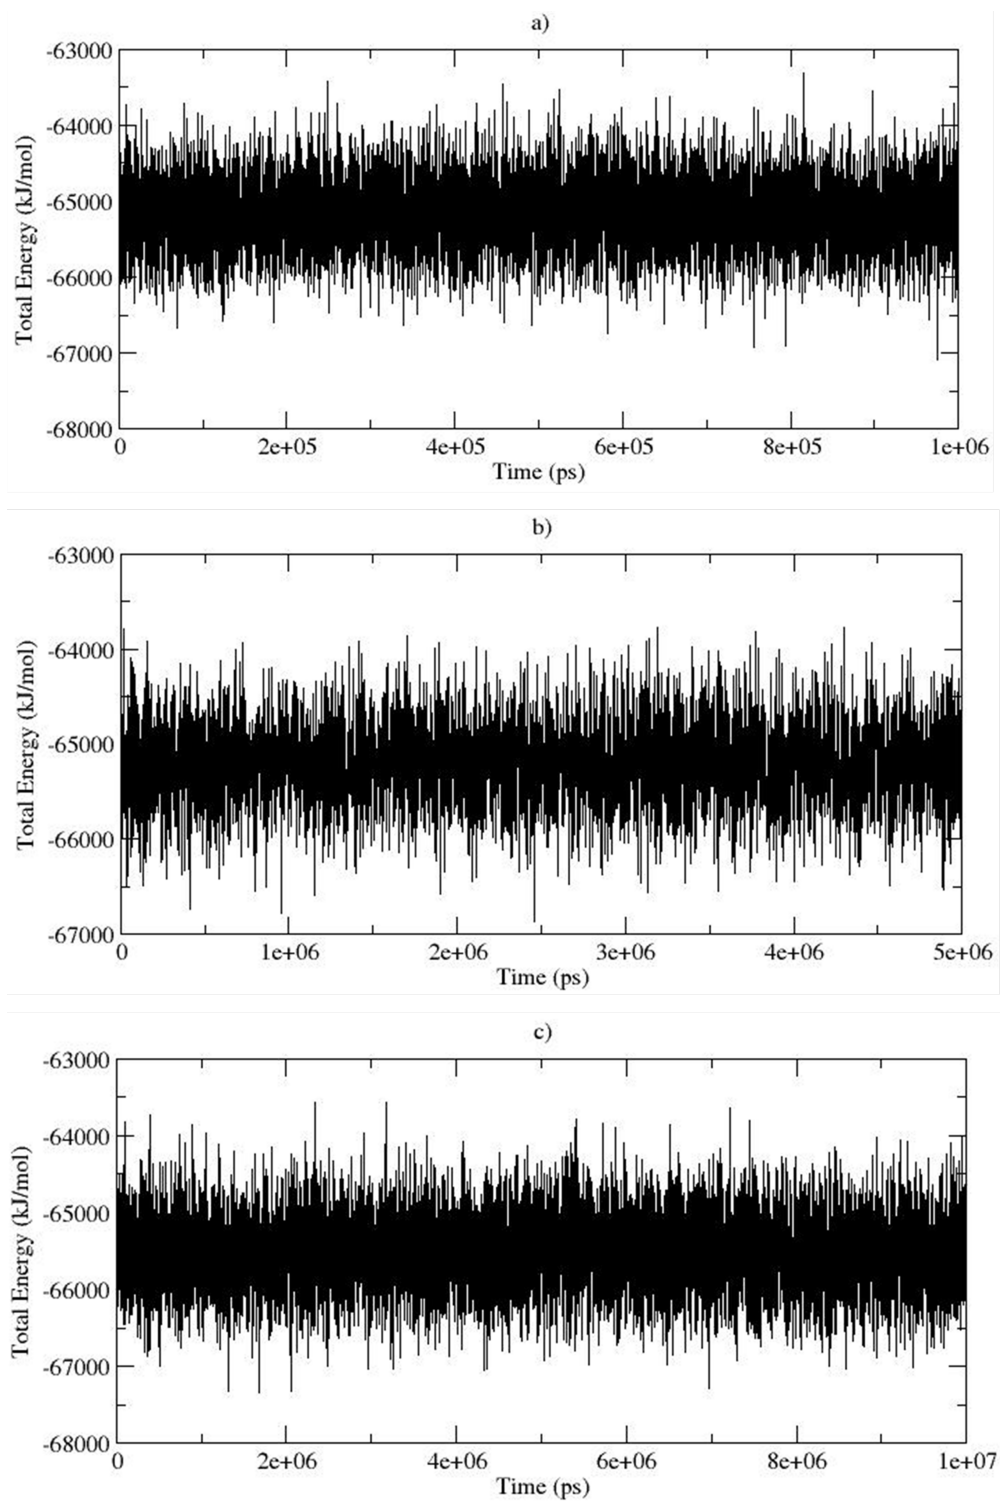 a)
-63000
-64000
-65000
-66000
-67000
-68000
Total Energy (kJ/mol)
0 2e+05 4e+05 6e+05 8e+05 1e+06
Time (ps)
b)
-63000
-64000
-65000
-66000
-67000
Total Energy (kJ/mol)
0 1e+06 2e+06 3e+06 4e+06 5e+06
Time (ps)
c)
-63000
-64000
-65000
-66000
-67000
-68000
Total Energy (kJ/mol)
0 2e+06 4e+06 6e+06 8e+06 1e+07
Time (ps)